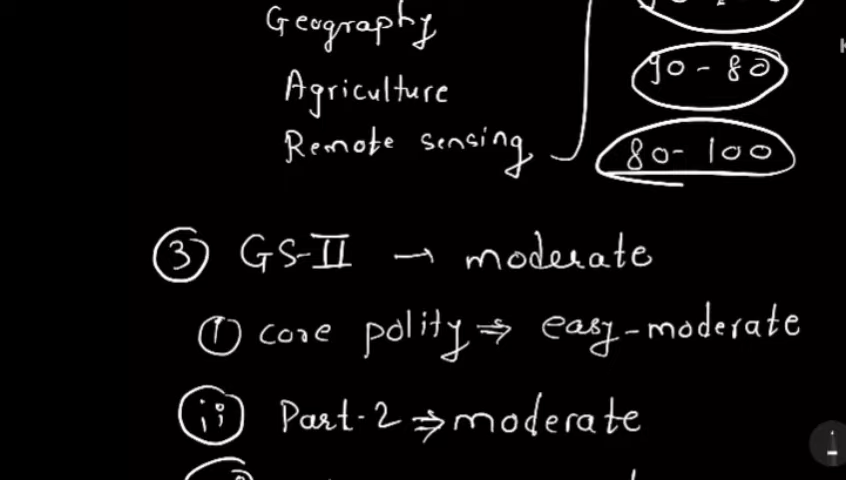 Geography
Agriculture 90-80
Remote sensing 80-100
③ GS-II → moderate
① core polity ⇒ easy-moderate
ii Part-2 ⇒ moderate